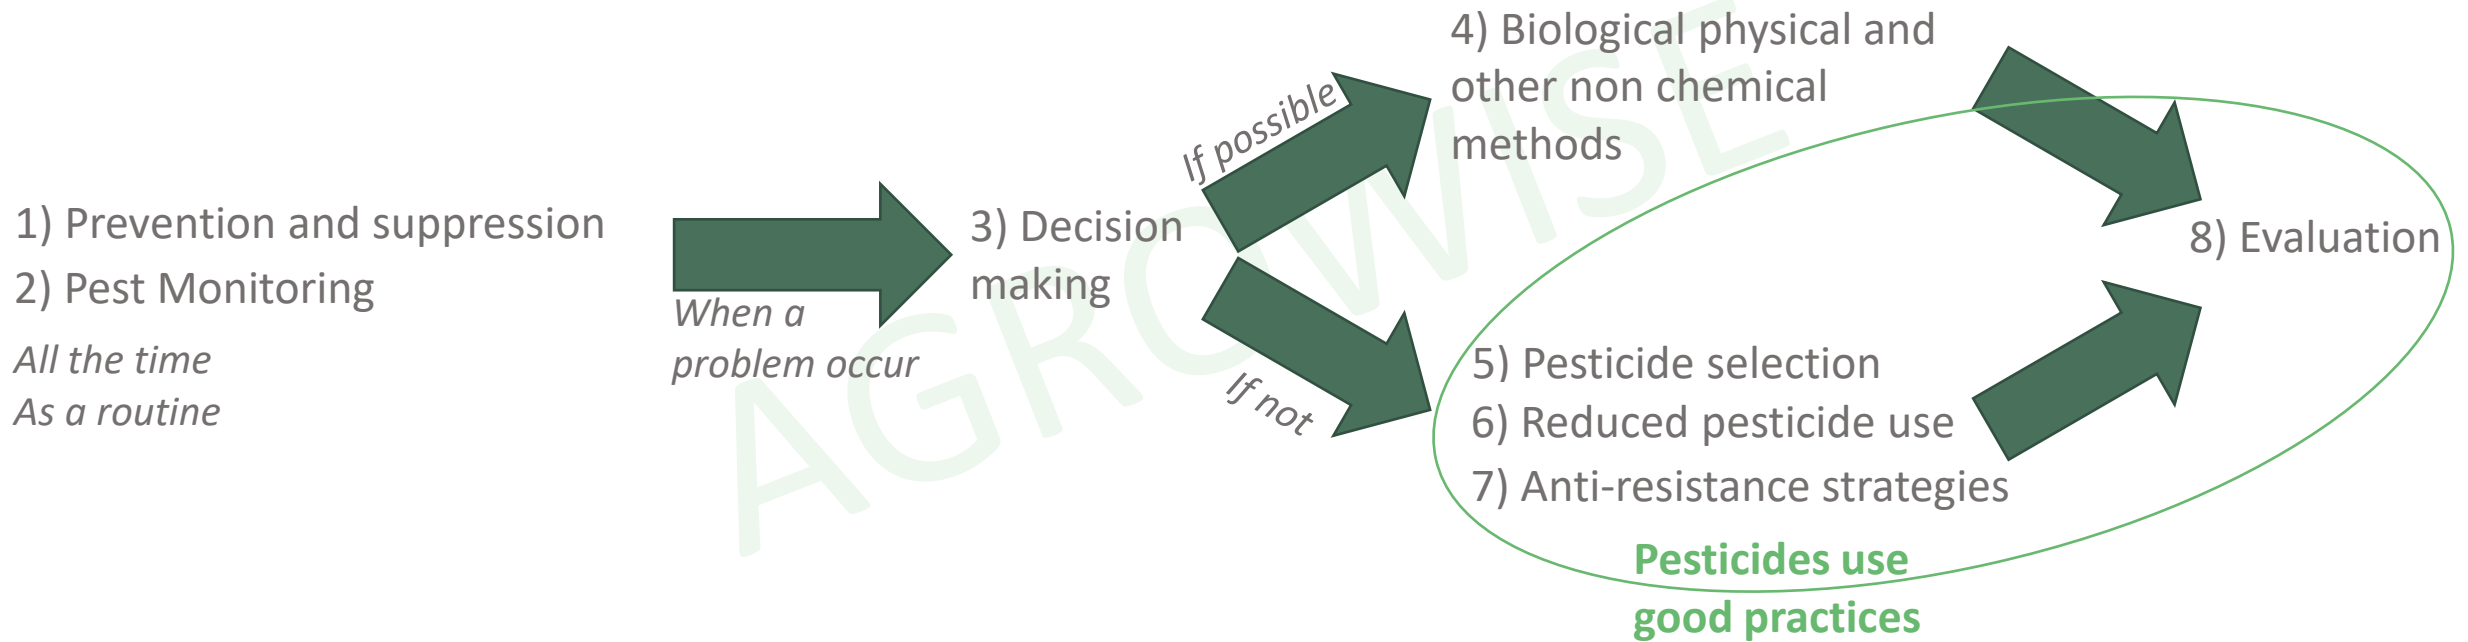 1) Prevention and suppression
2) Pest Monitoring
All the time
As a routine
When a
problem occur
3) Decision
making
If possible
If not
4) Biological physical and
other non chemical
methods
5) Pesticide selection
6) Reduced pesticide use
7) Anti-resistance strategies
Pesticides use
good practices
8) Evaluation
AGROWISE